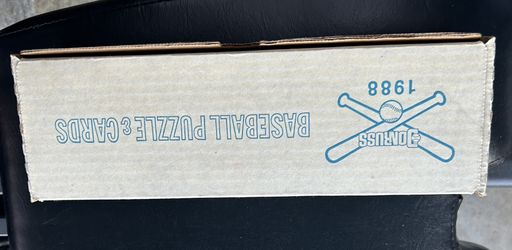 DONRUSS
1988
BASEBALL PUZZLE & CARDS